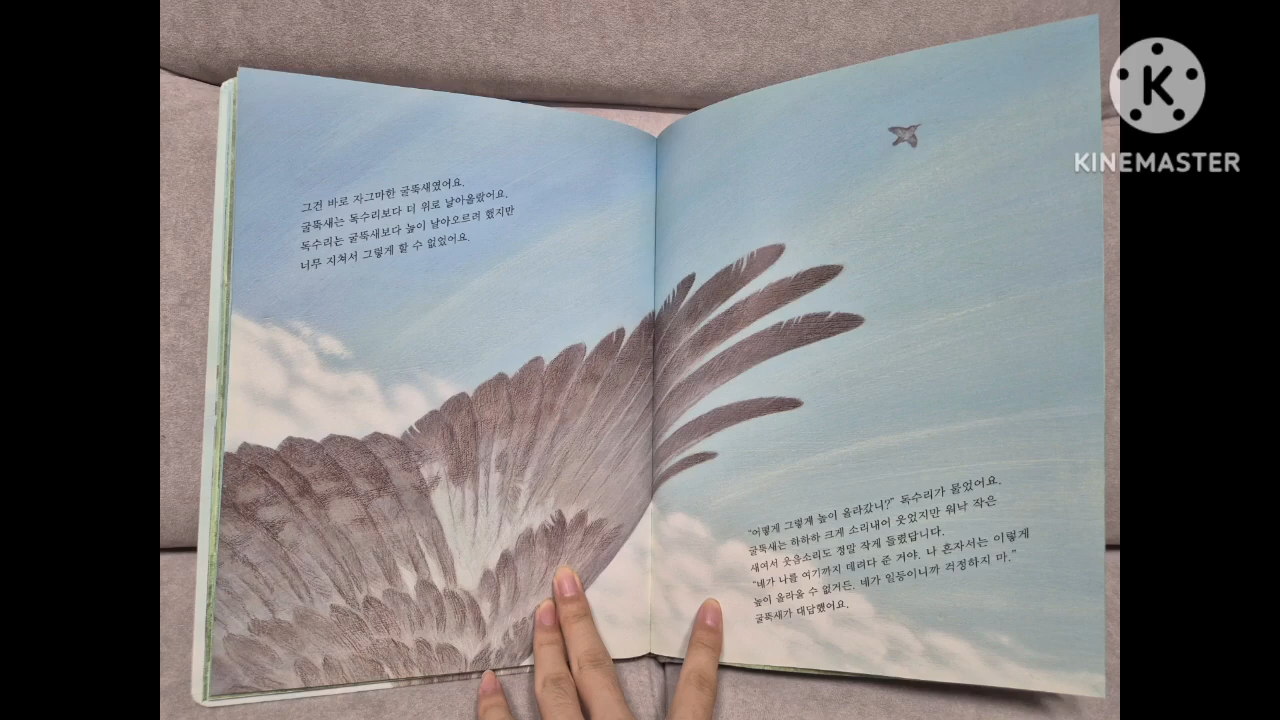 그건 바로 자그마한 굴뚝새였어요.
굴뚝새는 독수리보다 더 위로 날아올랐어요.
독수리는 굴뚝새보다 높이 날아오르려 했지만
너무 지쳐서 그렇게 할 수 없었어요.
“어떻게 그렇게 높이 올라갔니?” 독수리가 물었어요.
굴뚝새는 하하하 크게 소리내어 웃었지만 워낙 작은
새여서 웃음소리도 정말 작게 들렸답니다.
“네가 나를 여기까지 데려다 준 거야. 나 혼자서는 이렇게
높이 올라올 수 없거든. 네가 일등이니까 걱정하지 마.”
굴뚝새가 대답했어요.
K
KINEMASTER